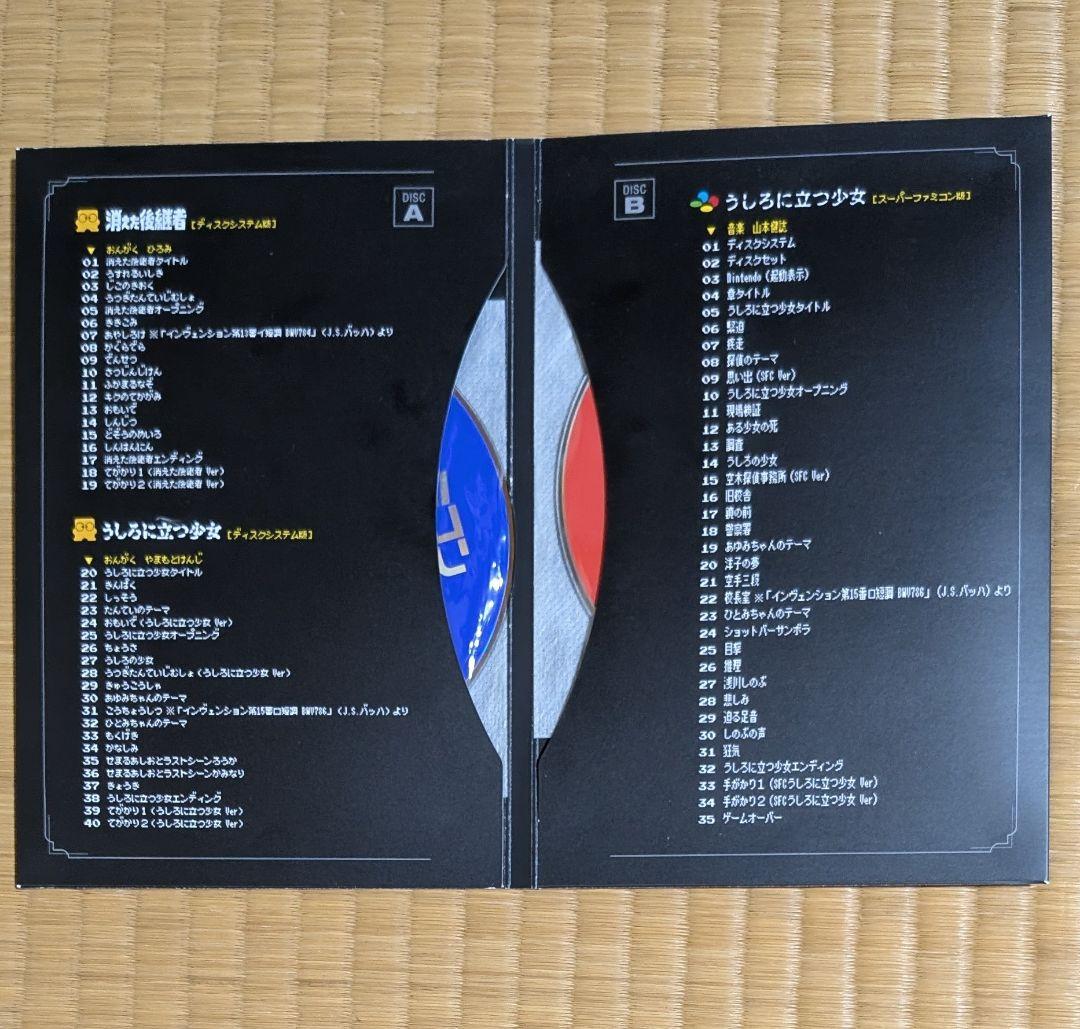 DISC
A
消えた後継者 【ディスクシステム版】
▼ おんがく ひろみ
01 消えた後継者タイトル
02 うすれるいしき
03 じこのきおく
04 うつぎたんていじむしょ
05 消えた後継者オープニング
06 ききこみ
07 あやしろけ ※「インヴェンション第13番イ短調 BWV784」(J.S.バッハ)より
08 かぐらでら
09 でんせつ
10 さつじんじけん
11 ふかまるなぞ
12 キクのてがかみ
13 おもいで
14 しんじつ
15 どぞうのめいろ
16 しんはんにん
17 消えた後継者エンディング
18 てがかり1(消えた後継者 Ver)
19 てがかり2(消えた後継者 Ver)
うしろに立つ少女 【ディスクシステム版】
▼ おんがく やまもとけんじ
20 うしろに立つ少女タイトル
21 きんぱく
22 しっそう
23 たんていのテーマ
24 おもいで(うしろに立つ少女 Ver)
25 うしろに立つ少女オープニング
26 ちょうさ
27 うしろの少女
28 うつぎたんていじむしょ(うしろに立つ少女 Ver)
29 きゅうこうしゃ
30 あゆみちゃんのテーマ
31 こうちょうしつ ※「インヴェンション第15番ロ短調 BWV786」(J.S.バッハ)より
32 ひとみちゃんのテーマ
33 もくげき
34 かなしみ
35 せまるあしおとラストシーンろうか
36 せまるあしおとラストシーンかみなり
37 きょうき
38 うしろに立つ少女エンディング
39 てがかり1(うしろに立つ少女 Ver)
40 てがかり2(うしろに立つ少女 Ver)
DISC
B
うしろに立つ少女 【スーパーファミコン版】
▼ 音楽 山本健誌
01 ディスクシステム
02 ディスクセット
03 Nintendo(起動表示)
04 章タイトル
05 うしろに立つ少女タイトル
06 緊迫
07 疾走
08 探偵のテーマ
09 思い出(SFC Ver)
10 うしろに立つ少女オープニング
11 現場検証
12 ある少女の死
13 調査
14 うしろの少女
15 空木探偵事務所(SFC Ver)
16 旧校舎
17 鏡の前
18 警察署
19 あゆみちゃんのテーマ
20 洋子の夢
21 空手三段
22 校長室 ※「インヴェンション第15番ロ短調 BWV786」(J.S.バッハ)より
23 ひとみちゃんのテーマ
24 ショットバーサンボラ
25 目撃
26 推理
27 浅川しのぶ
28 悲しみ
29 迫る足音
30 しのぶの声
31 狂気
32 うしろに立つ少女エンディング
33 手がかり1(SFCうしろに立つ少女 Ver)
34 手がかり2(SFCうしろに立つ少女 Ver)
35 ゲームオーバー